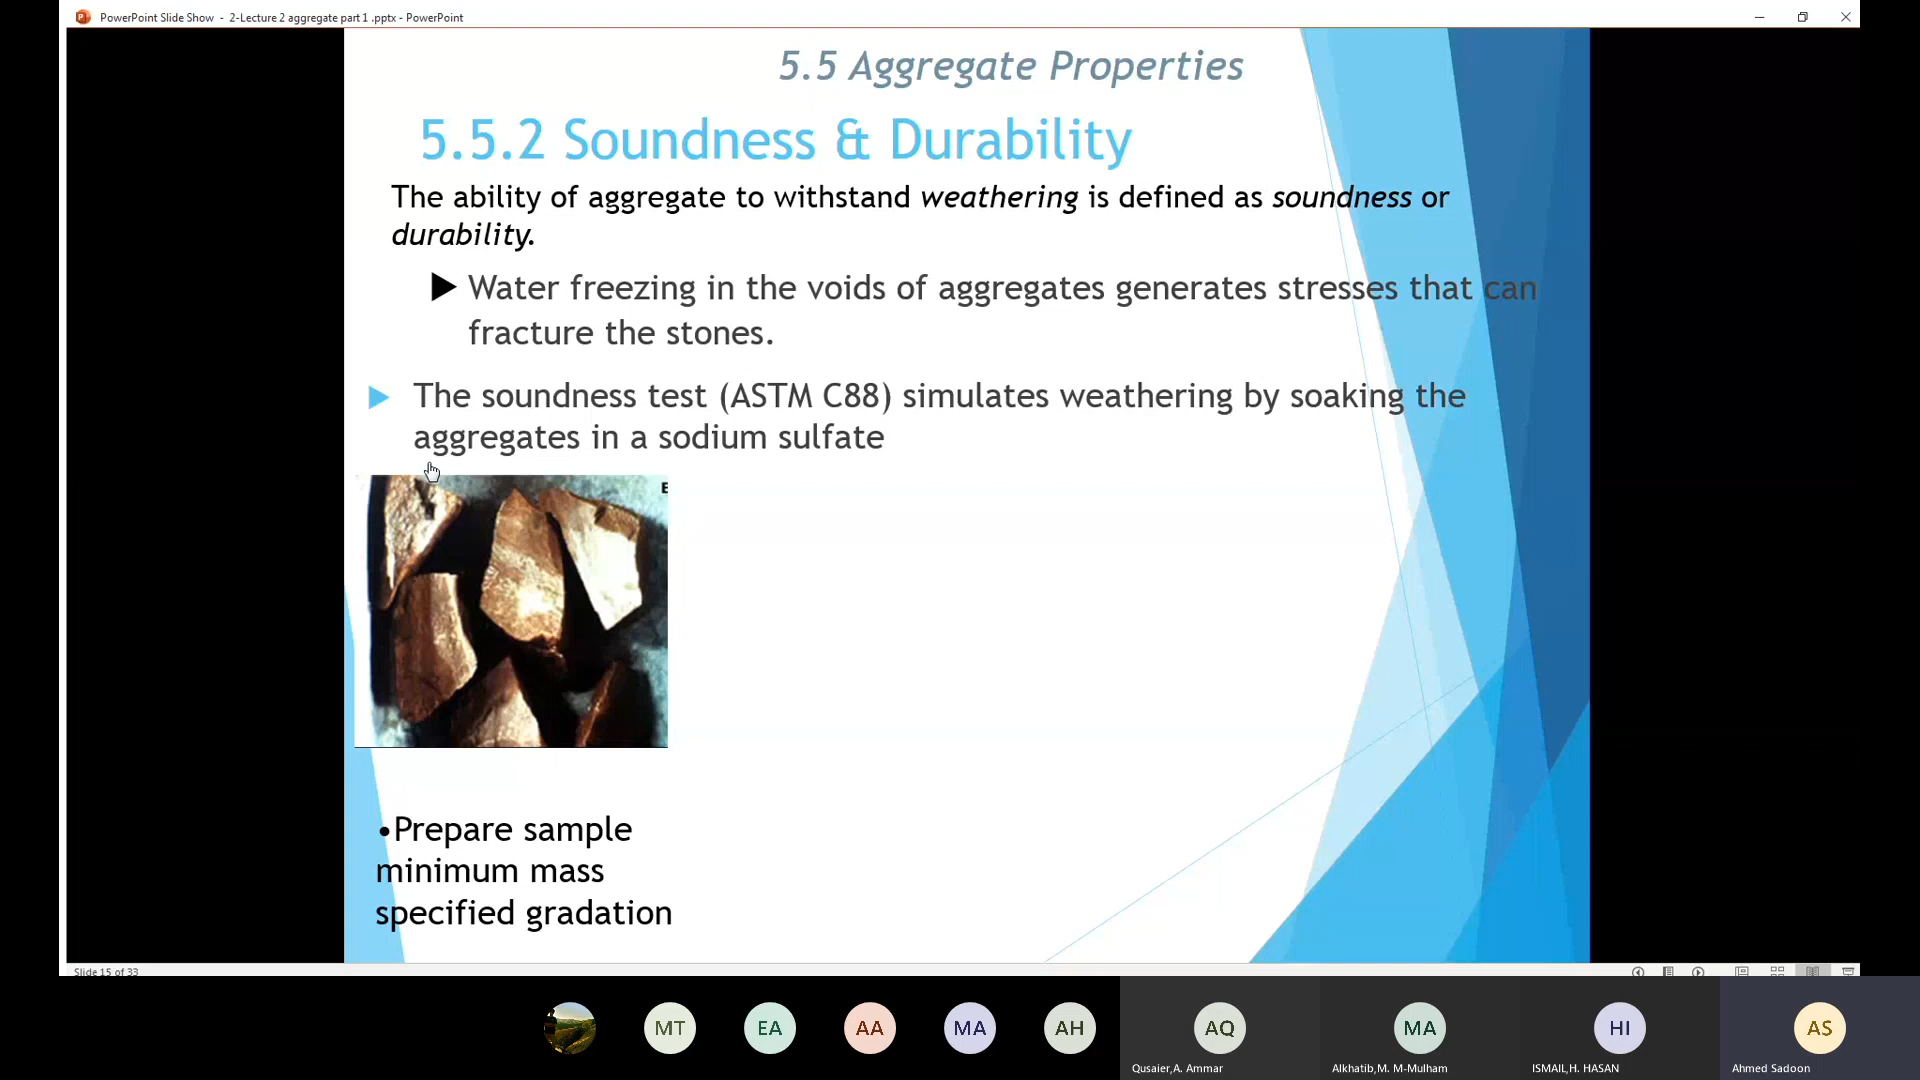 PowerPoint Slide Show - 2-Lecture 2 aggregate part 1 .pptx - PowerPoint
5.5 Aggregate Properties
5.5.2 Soundness & Durability
The ability of aggregate to withstand weathering is defined as soundness or
durability.
Water freezing in the voids of aggregates generates stresses that can
fracture the stones.
The soundness test (ASTM C88) simulates weathering by soaking the
aggregates in a sodium sulfate
E
•Prepare sample
minimum mass
specified gradation
Slide 15 of 33
MT
EA
AA
MA
AH
AQ
MA
HI
AS
Qusaier,A. Ammar
Alkhatib,M. M-Mulham
ISMAIL,H. HASAN
Ahmed Sadoon